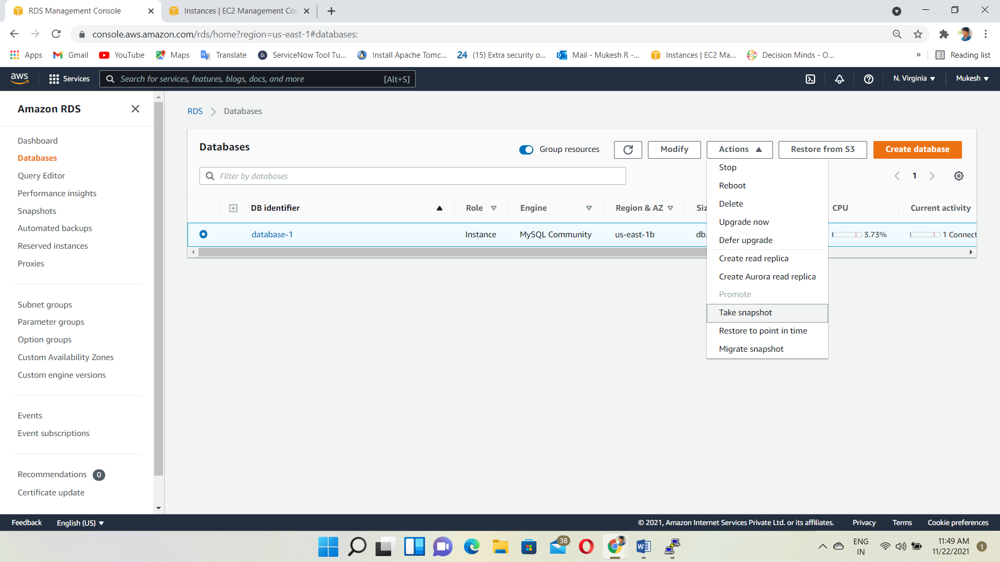 RDS Management Console
Instances | EC2 Management Con
console.aws.amazon.com/rds/home?region=us-east-1#databases:
Apps
Gmail
YouTube
Maps
Translate
ServiceNow Tool Tu...
Install Apache Tomc...
24 (15) Extra security o...
Mail - Mukesh R -...
Instances | EC2 Ma...
Decision Minds - O...
»
Reading list
aws
Services
Search for services, features, blogs, docs, and more
[Alt+S]
N. Virginia
Mukesh
Amazon RDS
Dashboard
Databases
Query Editor
Performance insights
Snapshots
Automated backups
Reserved instances
Proxies
Subnet groups
Parameter groups
Option groups
Custom Availability Zones
Custom engine versions
Events
Event subscriptions
Recommendations 0
Certificate update
RDS
Databases
Databases
Group resources
Modify
Actions
Restore from S3
Create database
Filter by databases
1
Stop
Reboot
Delete
Upgrade now
Defer upgrade
Create read replica
Create Aurora read replica
Promote
Take snapshot
Restore to point in time
Migrate snapshot
DB identifier
Role
Engine
Region & AZ
Siz
CPU
Current activity
database-1
Instance
MySQL Community
us-east-1b
db.
3.73%
1 Connect
Feedback
English (US)
© 2021, Amazon Internet Services Private Ltd. or its affiliates.
Privacy
Terms
Cookie preferences
38
ENG
IN
11:49 AM
11/22/2021
1